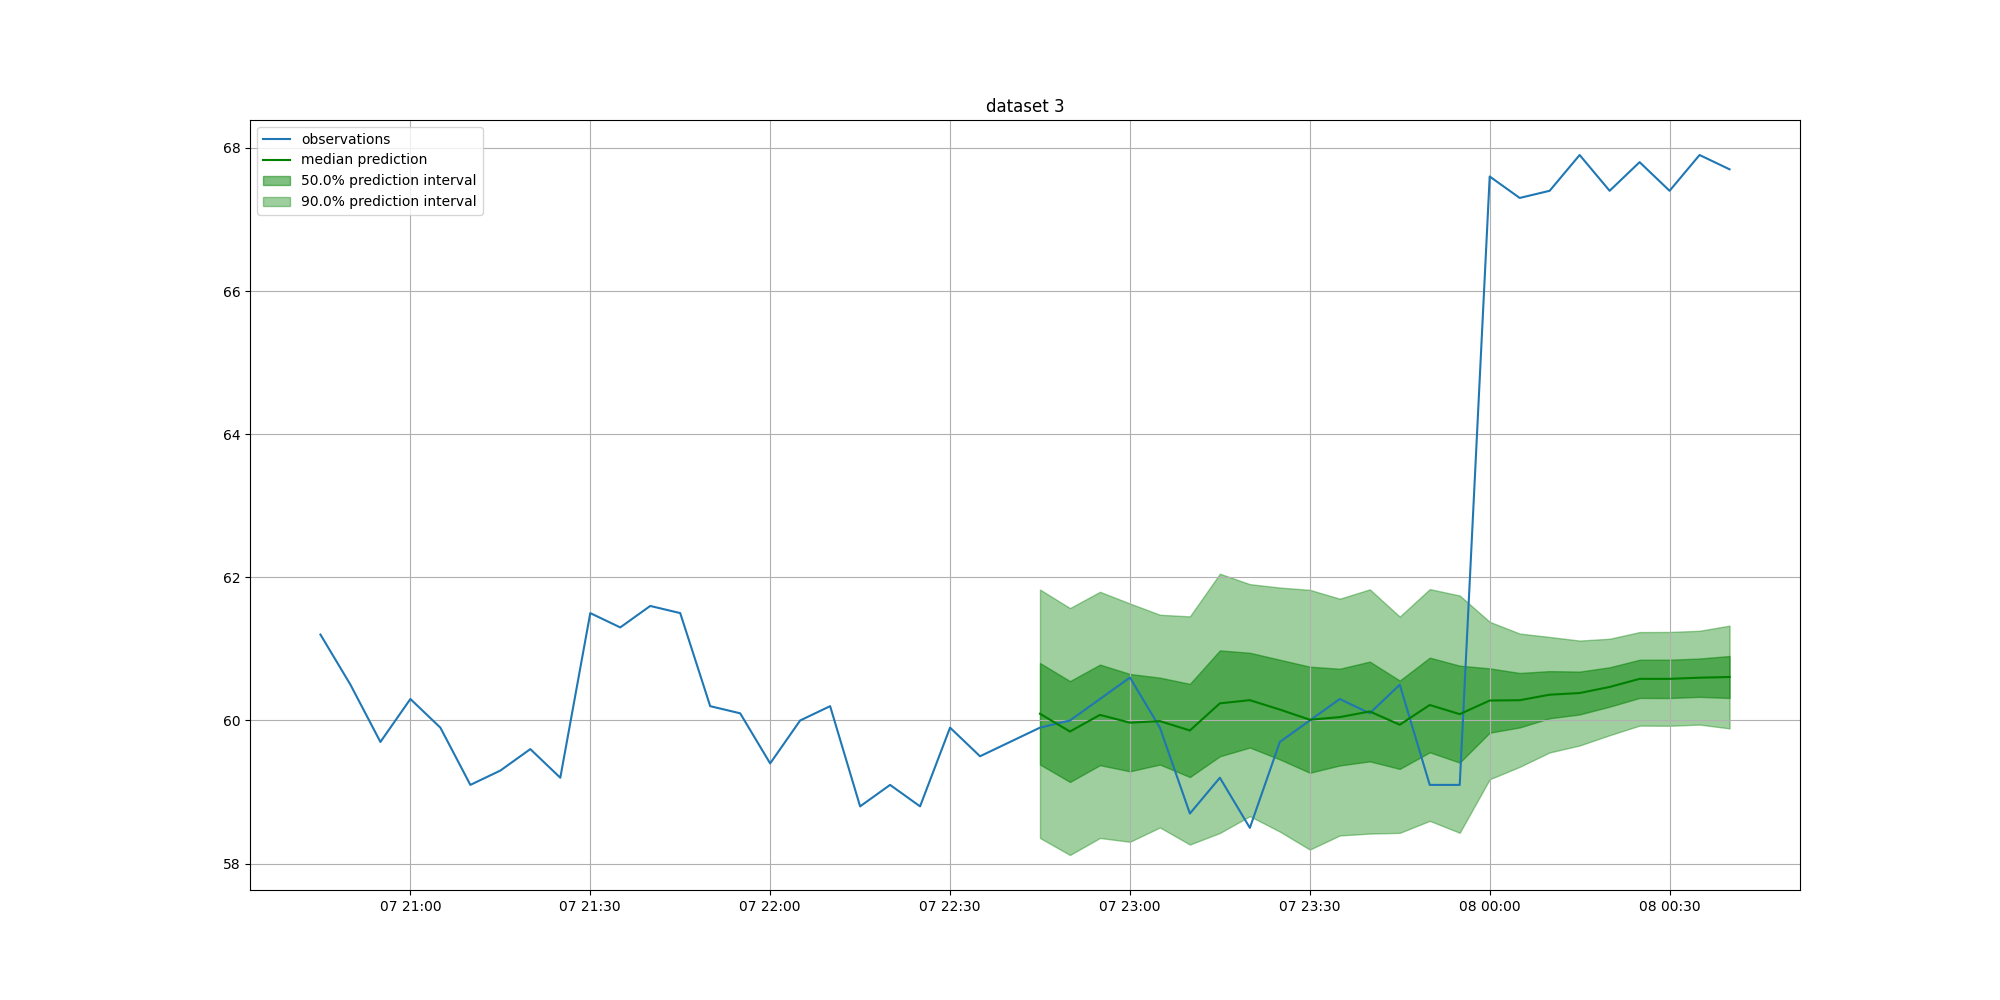 dataset 3
observations
median prediction
50.0% prediction interval
90.0% prediction interval
68
66
64
62
60
58
07 21:00
07 21:30
07 22:00
07 22:30
07 23:00
07 23:30
08 00:00
08 00:30